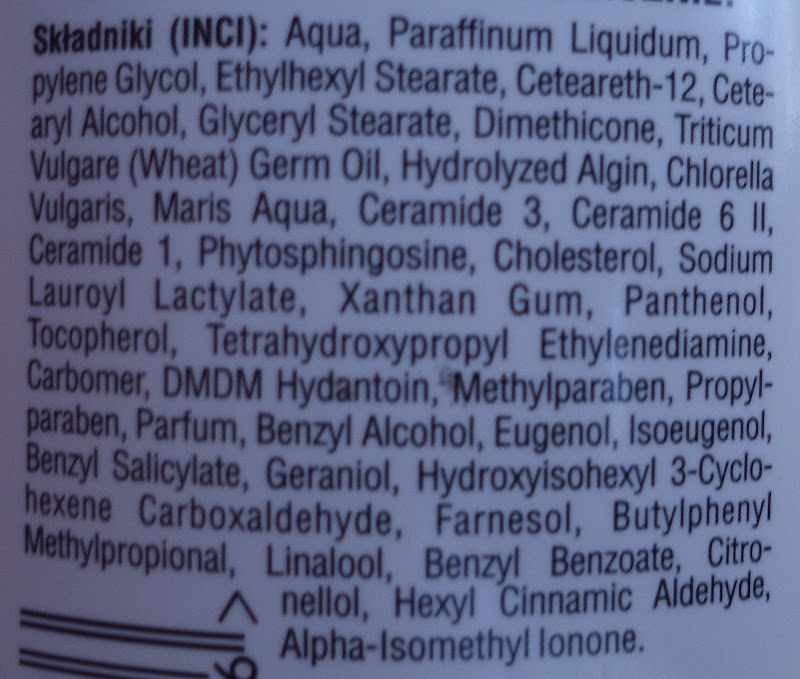 Składniki (INCI): Aqua, Paraffinum Liquidum, Pro-
pylene Glycol, Ethylhexyl Stearate, Ceteareth-12, Cete-
aryl Alcohol, Glyceryl Stearate, Dimethicone, Triticum
Vulgare (Wheat) Germ Oil, Hydrolyzed Algin, Chlorella
Vulgaris, Maris Aqua, Ceramide 3, Ceramide 6 II,
Ceramide 1, Phytosphingosine, Cholesterol, Sodium
Lauroyl Lactylate, Xanthan Gum, Panthenol,
Tocopherol, Tetrahydroxypropyl Ethylenediamine,
Carbomer, DMDM Hydantoin, Methylparaben, Propyl-
paraben, Parfum, Benzyl Alcohol, Eugenol, Isoeugenol,
Benzyl Salicylate, Geraniol, Hydroxyisohexyl 3-Cyclo-
hexene Carboxaldehyde, Farnesol, Butylphenyl
Methylpropional, Linalool, Benzyl Benzoate, Citro-
nellol, Hexyl Cinnamic Aldehyde,
Alpha-Isomethyl Ionone.